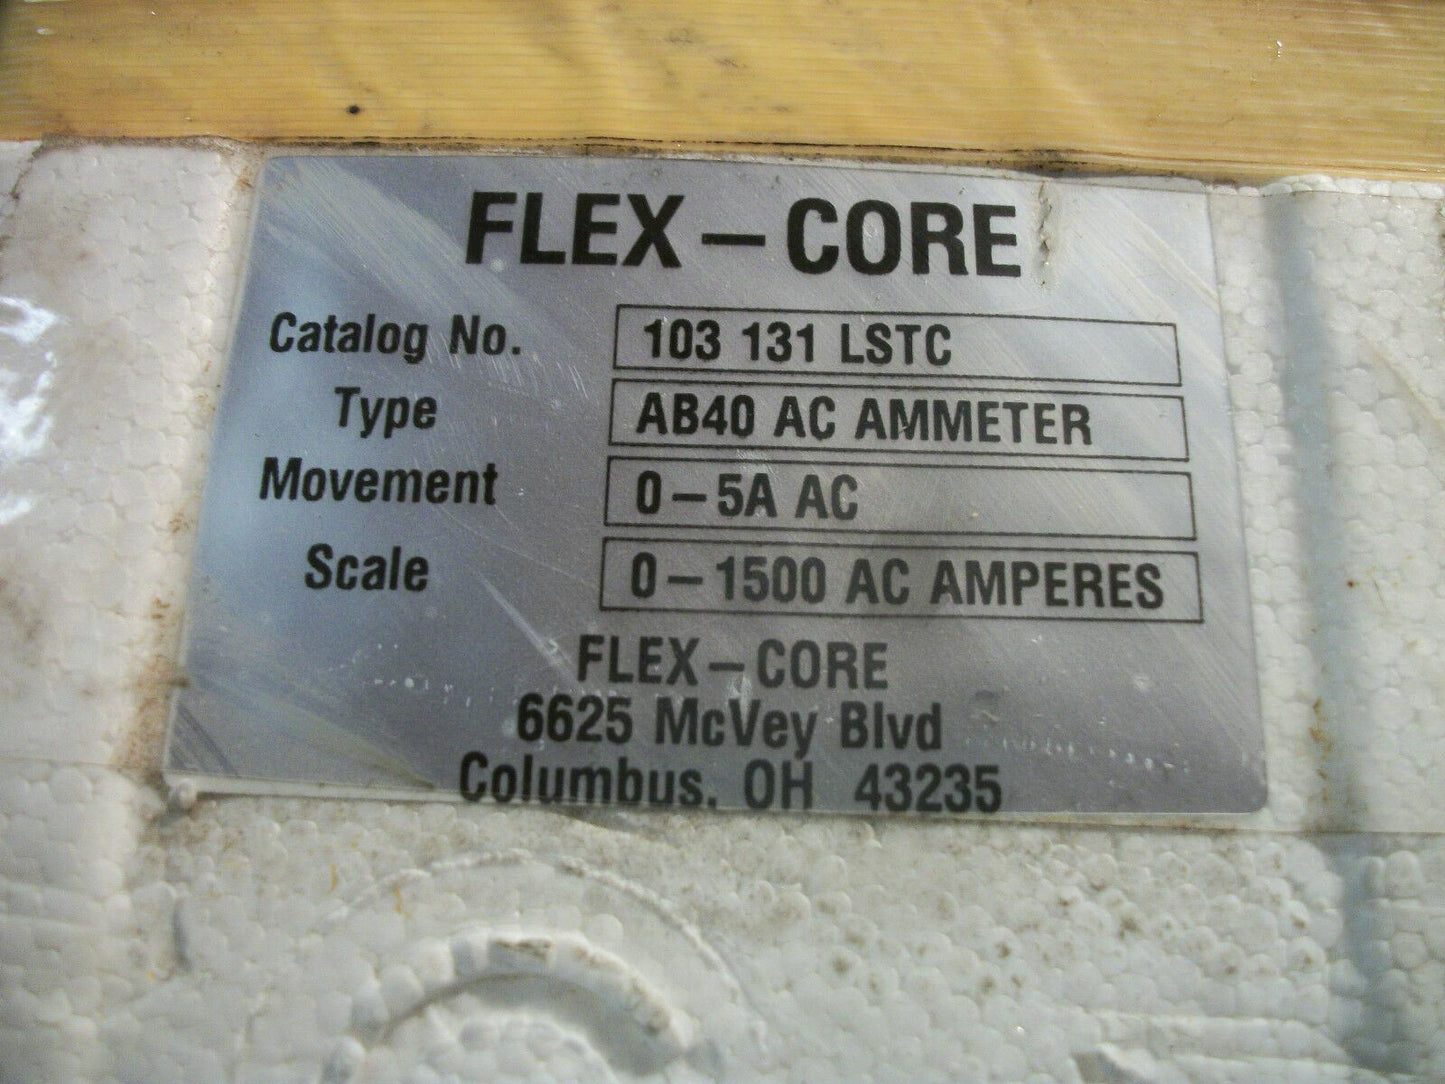 FLEX-CORE
Catalog No. 103 131 LSTC
Type AB40 AC AMMETER
Movement 0-5A AC
Scale 0-1500 AC AMPERES
FLEX-CORE
6625 McVey Blvd
Columbus, OH 43235